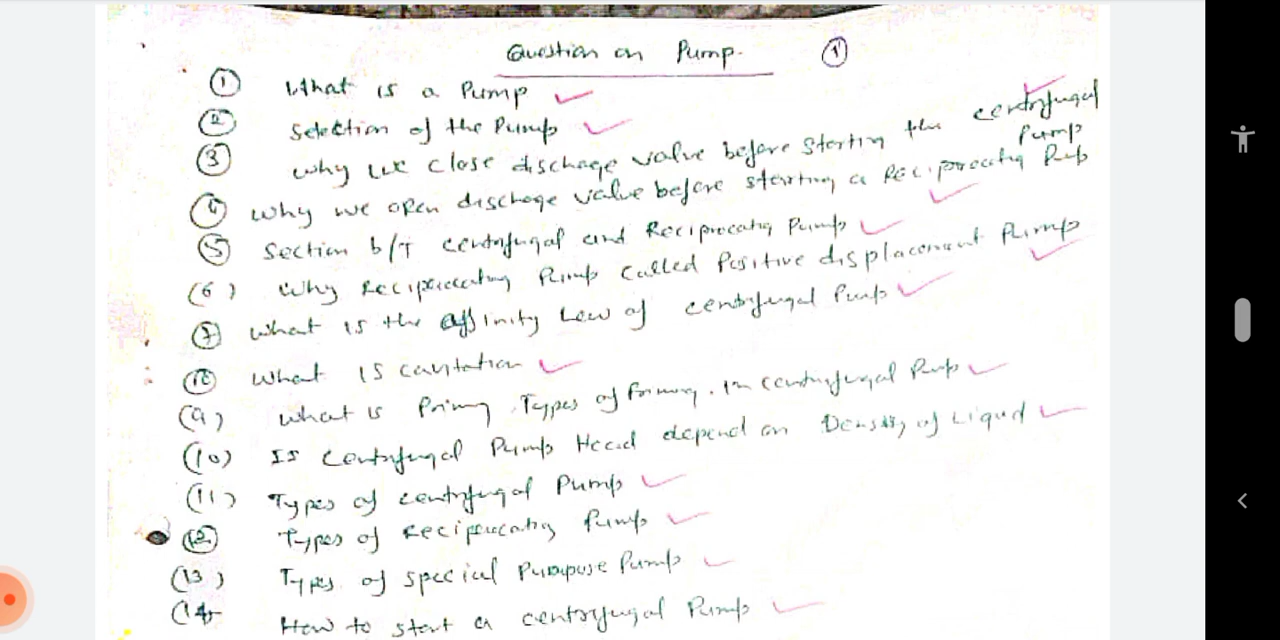 Question on Pump. 1
① What is a Pump
② Selection of the Pump
③ Why we close dischage valve before starting the centrifugal Pump
④ Why we open dischage valve before starting a Reciprocating Pup
⑤ Section b/T centrifugal and Reciprocatig Pump
(6) Why Reciprocating Pump Called Positive displacement Pump
⑦ What is the affinity Law of centrifugal Pump
What is cavitation
(9) What is Priming Types of Priming. In centrifugal Pup
(10) Is Centrifugal Pump Head depend on Density of Liquid
(11) Types of centrifugal Pump
⑫ Types of Reciprocatig Pump
(13) Types of special Purpose Pump
(14) How to start a centrifugal Pump